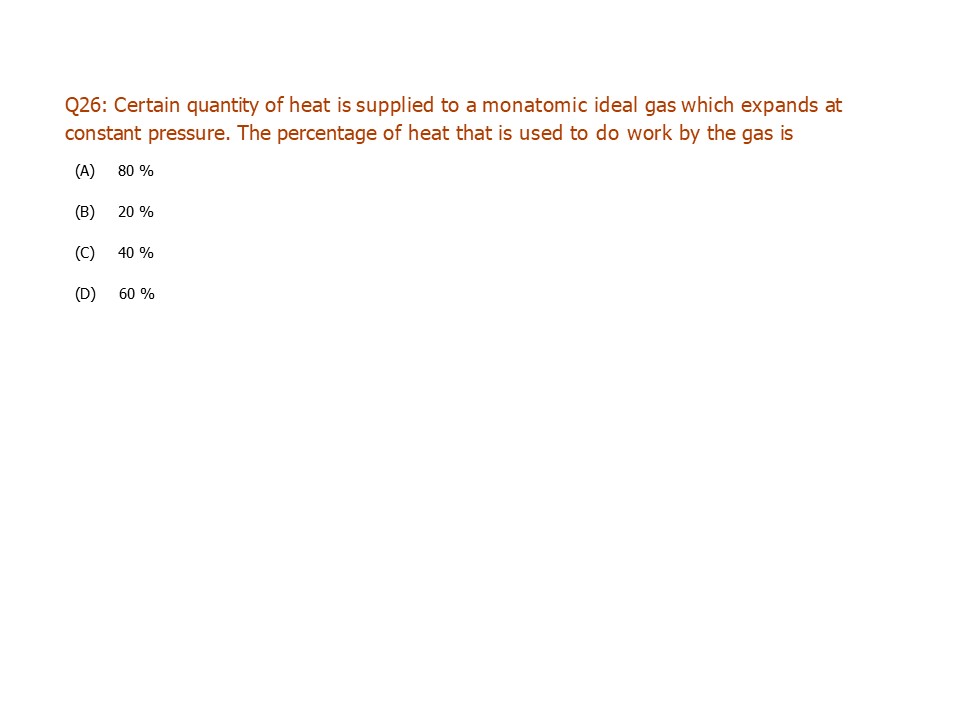 Q26: Certain quantity of heat is supplied to a monatomic ideal gas which expands at
constant pressure. The percentage of heat that is used to do work by the gas is
(A) 80 %
(B) 20 %
(C) 40 %
(D) 60 %